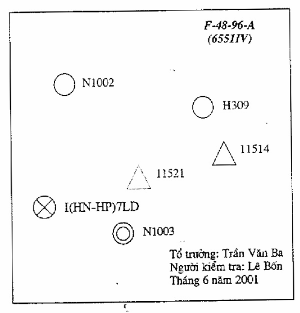 F-48-96-A
(6551IV)
N1002
H309
11514
11521
I(HN-HP)7LD
N1003
Tổ trưởng: Trần Văn Ba
Người kiểm tra: Lê Bốn
Tháng 6 năm 2001